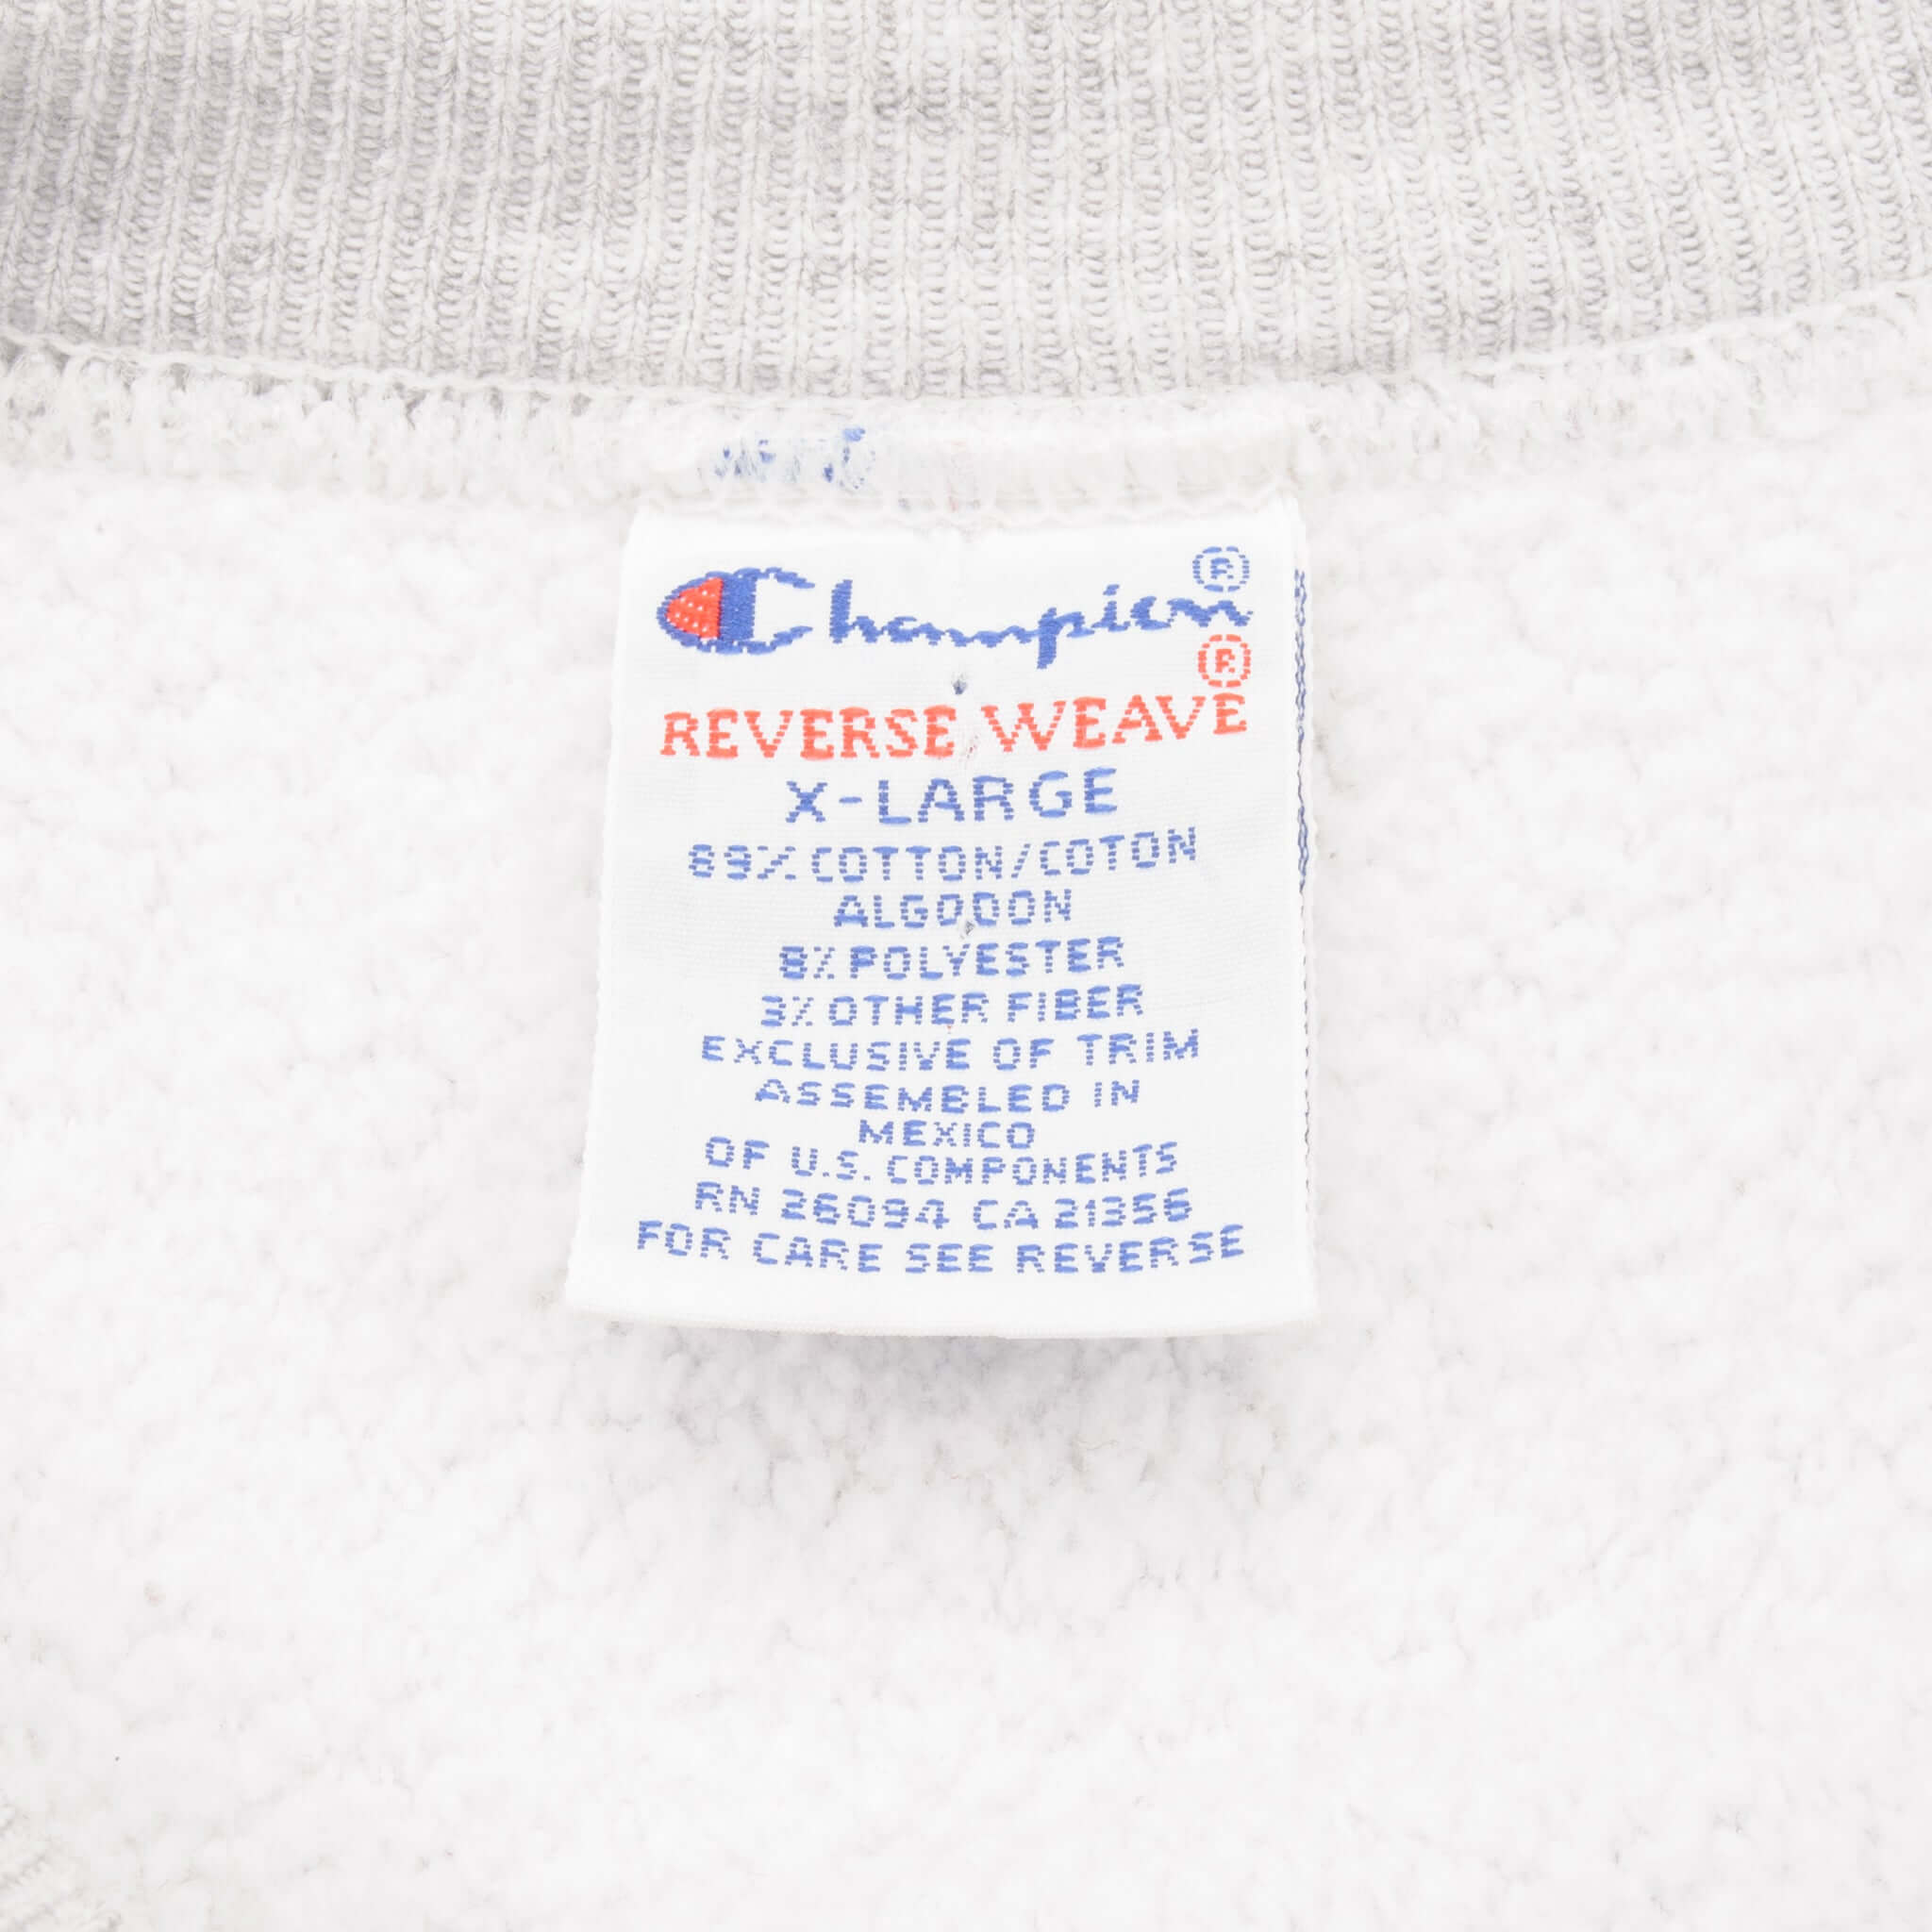 Champion®
REVERSE WEAVE®
X-LARGE
89% COTTON/COTON
ALGODON
8% POLYESTER
3% OTHER FIBER
EXCLUSIVE OF TRIM
ASSEMBLED IN
MEXICO
OF U.S. COMPONENTS
RN 26094 CA 21356
FOR CARE SEE REVERSE